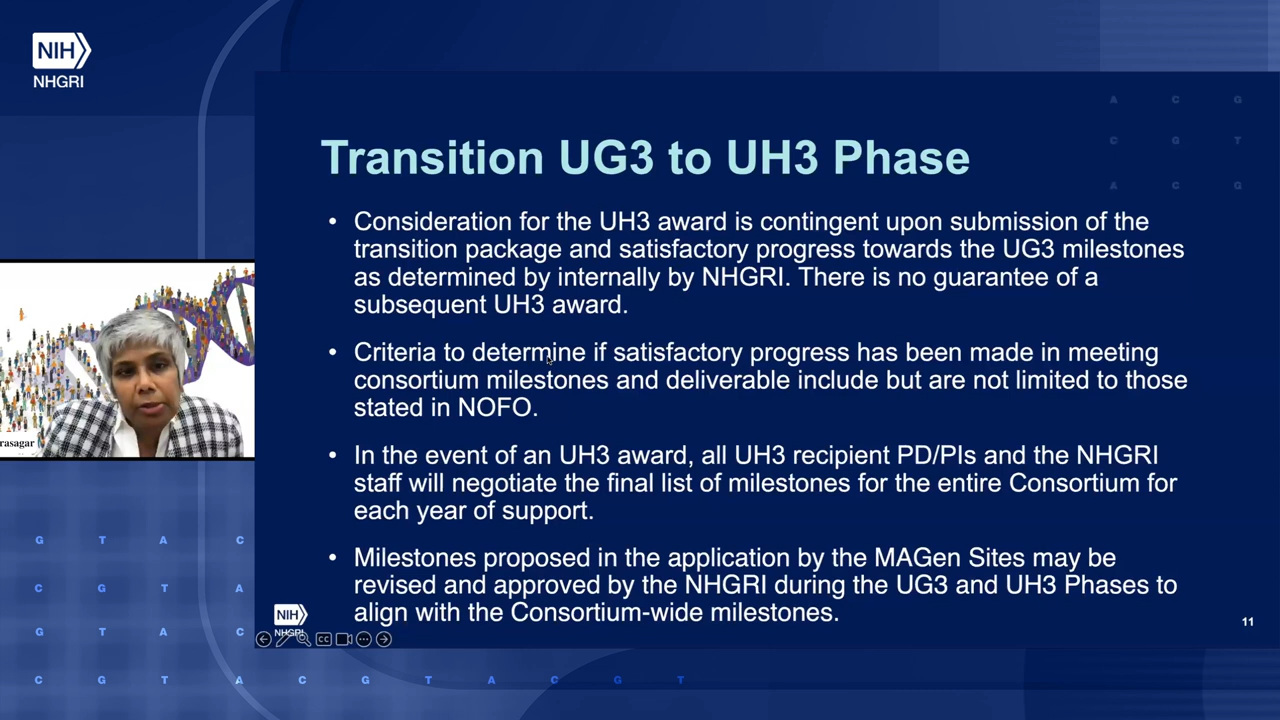 NIH
NHGRI
A C G
C G T
A C G
Transition UG3 to UH3 Phase
• Consideration for the UH3 award is contingent upon submission of the
transition package and satisfactory progress towards the UG3 milestones
as determined by internally by NHGRI. There is no guarantee of a
subsequent UH3 award.
• Criteria to determine if satisfactory progress has been made in meeting
consortium milestones and deliverable include but are not limited to those
stated in NOFO.
• In the event of an UH3 award, all UH3 recipient PD/PIs and the NHGRI
staff will negotiate the final list of milestones for the entire Consortium for
each year of support.
• Milestones proposed in the application by the MAGen Sites may be
revised and approved by the NHGRI during the UG3 and UH3 Phases to
align with the Consortium-wide milestones.
rasagar
NIH
NHGRI
CC
11
G T A C
C G T A
G T A C
C G T A C G T A C G T